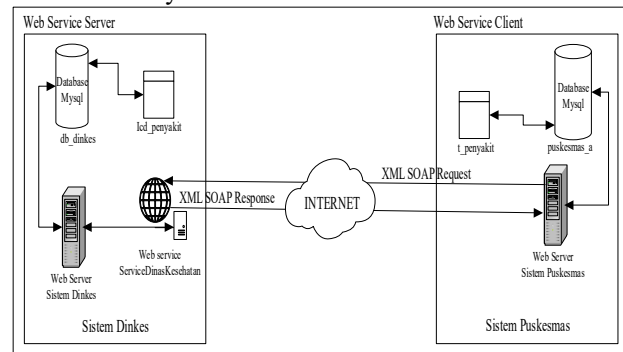 Web Service Server
Database
Mysql
db_dinkes
Icd_penyakit
Web Server
Sistem Dinkes
Web service
ServiceDinasKesehatan
Sistem Dinkes
XML SOAP Request
XML SOAP Response
INTERNET
Web Service Client
Database
Mysql
t_penyakit
puskesmas_a
Web Server
Sistem Puskesmas
Sistem Puskesmas